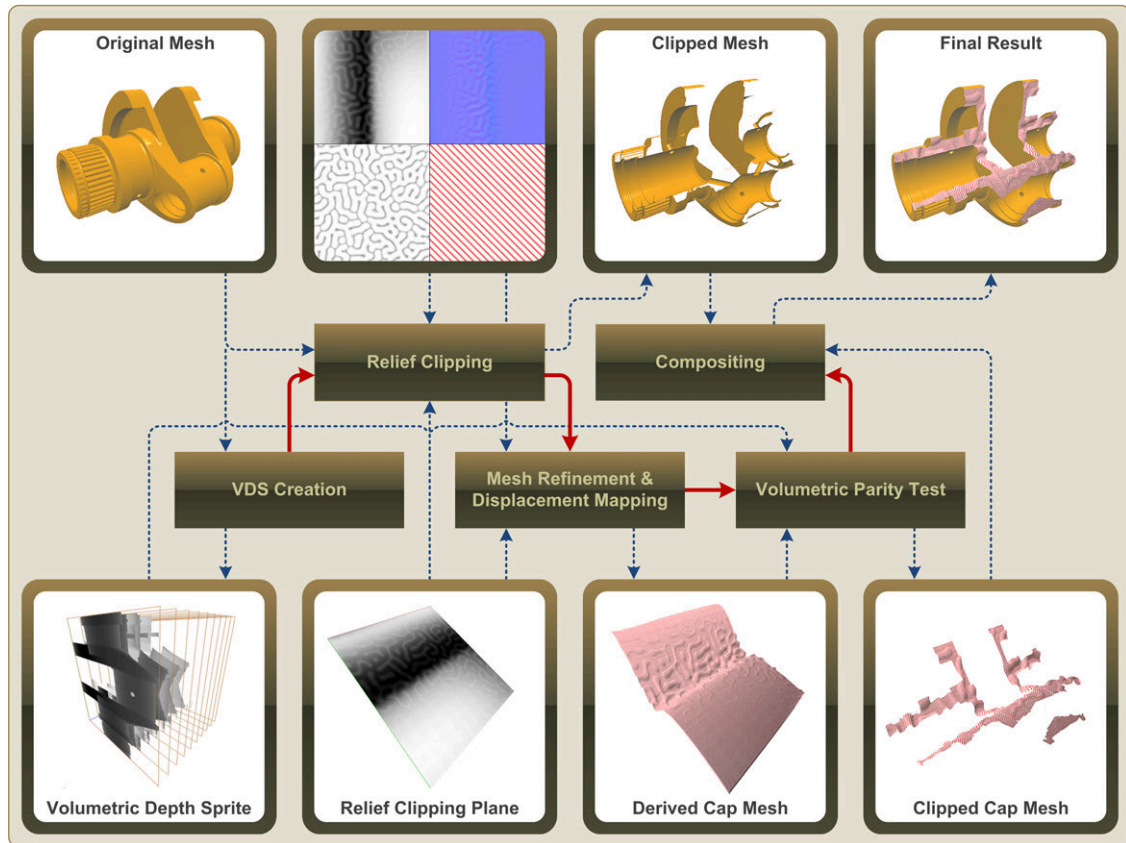 Original Mesh
Clipped Mesh
Final Result
Relief Clipping
Compositing
VDS Creation
Mesh Refinement &
Displacement Mapping
Volumetric Parity Test
Volumetric Depth Sprite
Relief Clipping Plane
Derived Cap Mesh
Clipped Cap Mesh